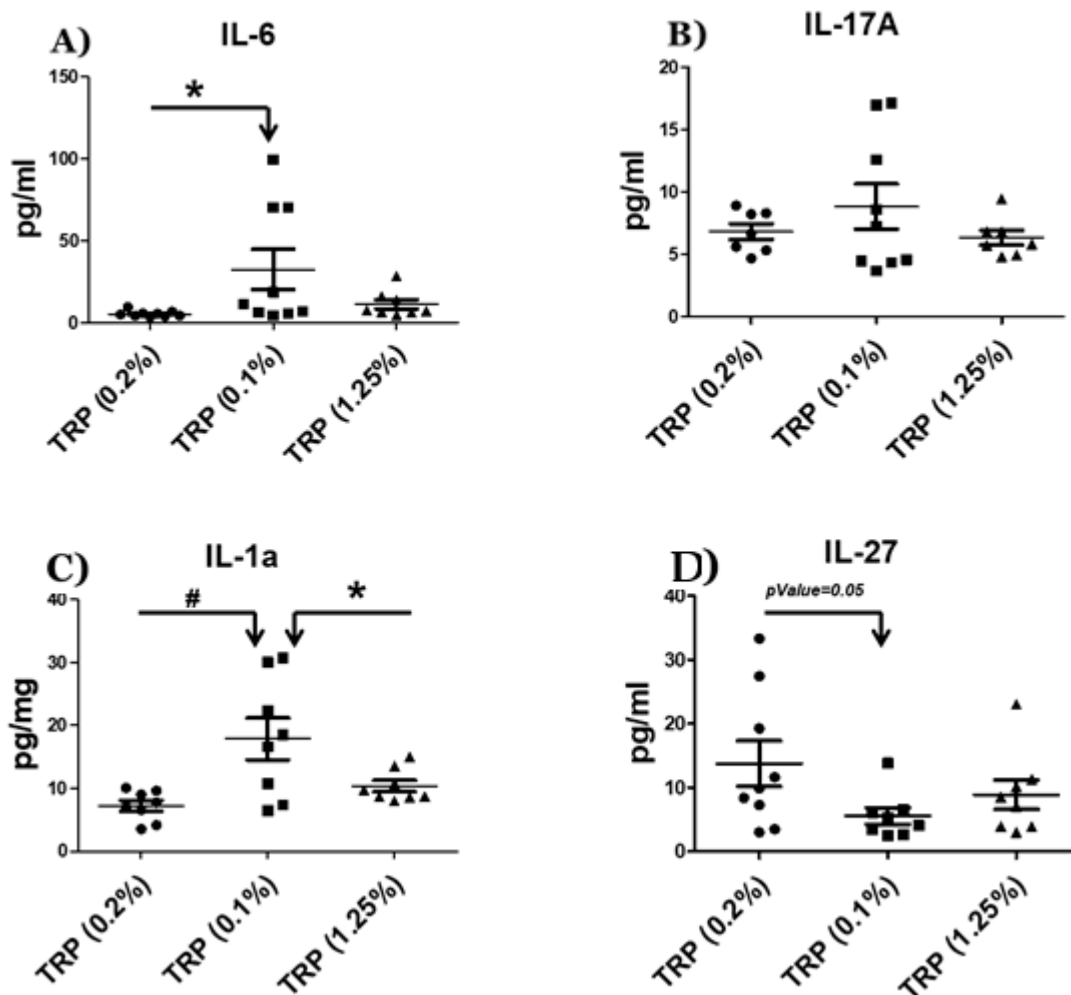 A) IL-6
150
100
50
0
pg/ml
*
TRP (0.2%)
TRP (0.1%)
TRP (1.25%)
B) IL-17A
20
15
10
5
0
pg/ml
TRP (0.2%)
TRP (0.1%)
TRP (1.25%)
C) IL-1a
40
30
20
10
0
pg/mg
#
*
TRP (0.2%)
TRP (0.1%)
TRP (1.25%)
D) IL-27
pValue=0.05
40
30
20
10
0
pg/ml
TRP (0.2%)
TRP (0.1%)
TRP (1.25%)